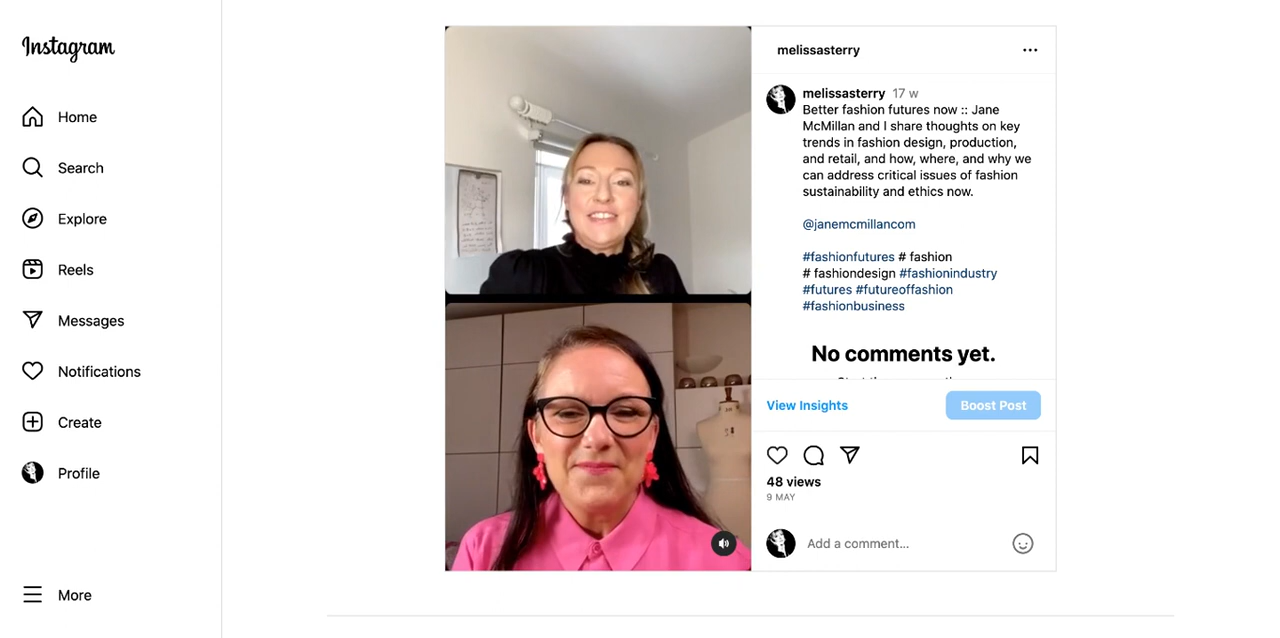 Instagram
Home
Search
Explore
Reels
Messages
Notifications
Create
Profile
More
melissasterry
melissasterry 17 w
Better fashion futures now :: Jane
McMillan and I share thoughts on key
trends in fashion design, production,
and retail, and how, where, and why we
can address critical issues of fashion
sustainability and ethics now.
@janemcmillancom
#fashionfutures # fashion
# fashiondesign #fashionindustry
#futures #futureoffashion
#fashionbusiness
No comments yet.
View Insights
Boost Post
48 views
9 MAY
Add a comment...